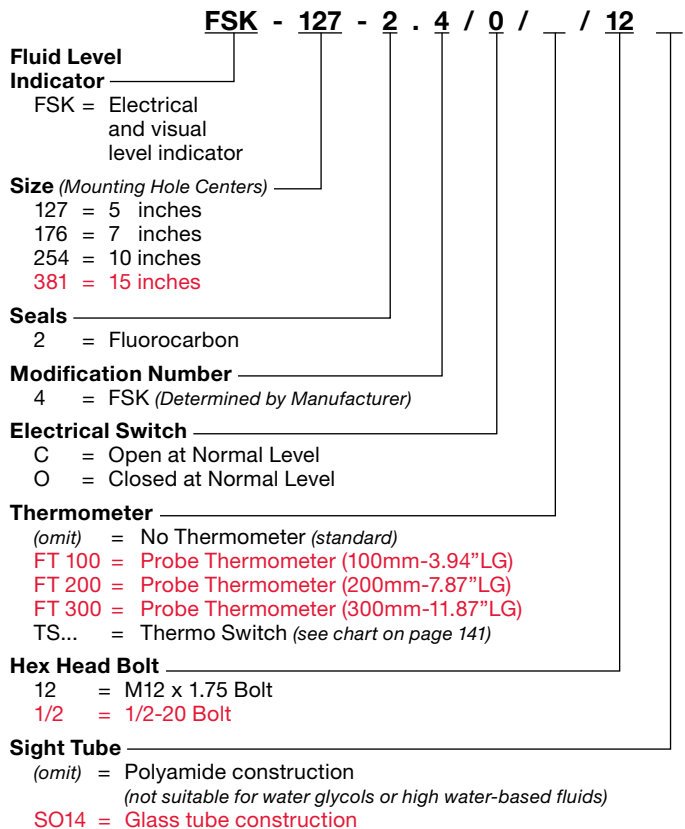 FSK - 127 - 2 . 4 / 0 / __ / 12 __
Fluid Level
Indicator
FSK = Electrical
and visual
level indicator
Size (Mounting Hole Centers)
127 = 5 inches
176 = 7 inches
254 = 10 inches
381 = 15 inches
Seals
2 = Fluorocarbon
Modification Number
4 = FSK (Determined by Manufacturer)
Electrical Switch
C = Open at Normal Level
O = Closed at Normal Level
Thermometer
(omit) = No Thermometer (standard)
FT 100 = Probe Thermometer (100mm-3.94”LG)
FT 200 = Probe Thermometer (200mm-7.87”LG)
FT 300 = Probe Thermometer (300mm-11.87”LG)
TS... = Thermo Switch (see chart on page 141)
Hex Head Bolt
12 = M12 x 1.75 Bolt
1/2 = 1/2-20 Bolt
Sight Tube
(omit) = Polyamide construction
(not suitable for water glycols or high water-based fluids)
SO14 = Glass tube construction